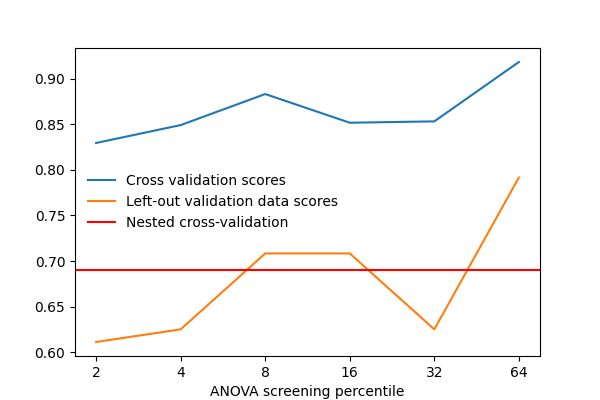 0.90
0.85
0.80
0.75
0.70
0.65
0.60
Cross validation scores
Left-out validation data scores
Nested cross-validation
2 4 8 16 32 64
ANOVA screening percentile